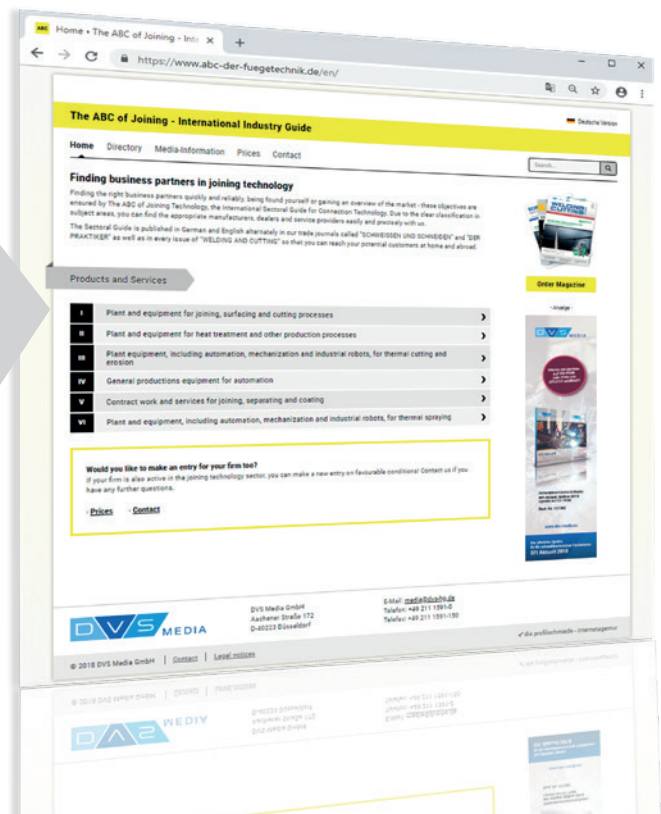 ABC Home • The ABC of Joining - Inte
https://www.abc-der-fuegetechnik.de/en/
The ABC of Joining - International Industry Guide
Deutsche Version
Home Directory Media-Information Prices Contact
Search...
Finding business partners in joining technology
Finding the right business partners quickly and reliably, being found yourself or gaining an overview of the market - these objectives are
ensured by The ABC of Joining Technology, the International Sectoral Guide for Connection Technology. Due to the clear classification in
subject areas, you can find the appropriate manufacturers, dealers and service providers easily and precisely with us.
The Sectoral Guide is published in German and English alternately in our trade journals called "SCHWEISSEN UND SCHNEIDEN" and "DER
PRAKTIKER" as well as in every issue of "WELDING AND CUTTING" so that you can reach your potential customers at home and abroad.
WELDING
CUTTING
Order Magazine
- Anzeige -
DVS MEDIA
Products and Services
I Plant and equipment for joining, surfacing and cutting processes
II Plant and equipment for heat treatment and other production processes
III Plant equipment, including automation, mechanization and industrial robots, for thermal cutting and
erosion
IV General productions equipment for automation
V Contract work and services for joining, separating and coating
VI Plant and equipment, including automation, mechanization and industrial robots, for thermal spraying
Would you like to make an entry for your firm too?
If your firm is also active in the joining technology sector, you can make a new entry on favourable conditions! Contact us if you
have any further questions.
- Prices - Contact
www.dvs-media.eu
DVS MEDIA
DVS Media GmbH
Aachener Straße 172
D-40223 Düsseldorf
E-Mail: media@dvs-hg.de
Telefon: +49 211 1591-0
Telefax: +49 211 1591-150
© 2018 DVS Media GmbH | Contact | Legal notices
die profilschmiede - internetagentur